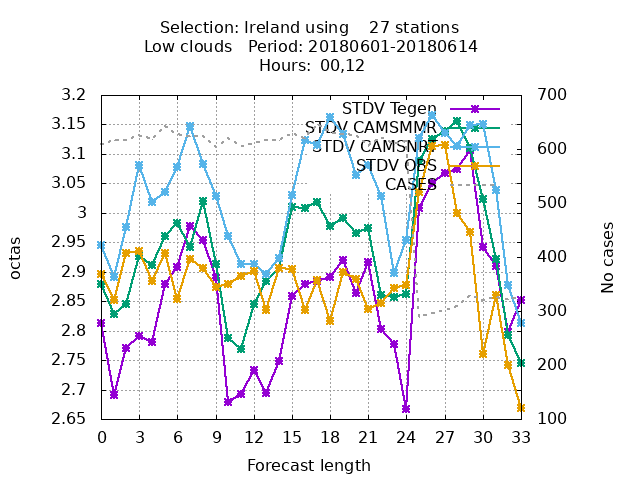 Selection: Ireland using    27 stations
Low clouds   Period: 20180601-20180614
Hours:  00,12
octas
3.2
3.15
3.1
3.05
3
2.95
2.9
2.85
2.8
2.75
2.7
2.65
STDV Tegen
STDV CAMSMMR
STDV CAMSNRT
STDV OBS
CASES
700
600
500
400
300
200
100
No cases
0 3 6 9 12 15 18 21 24 27 30 33
Forecast length